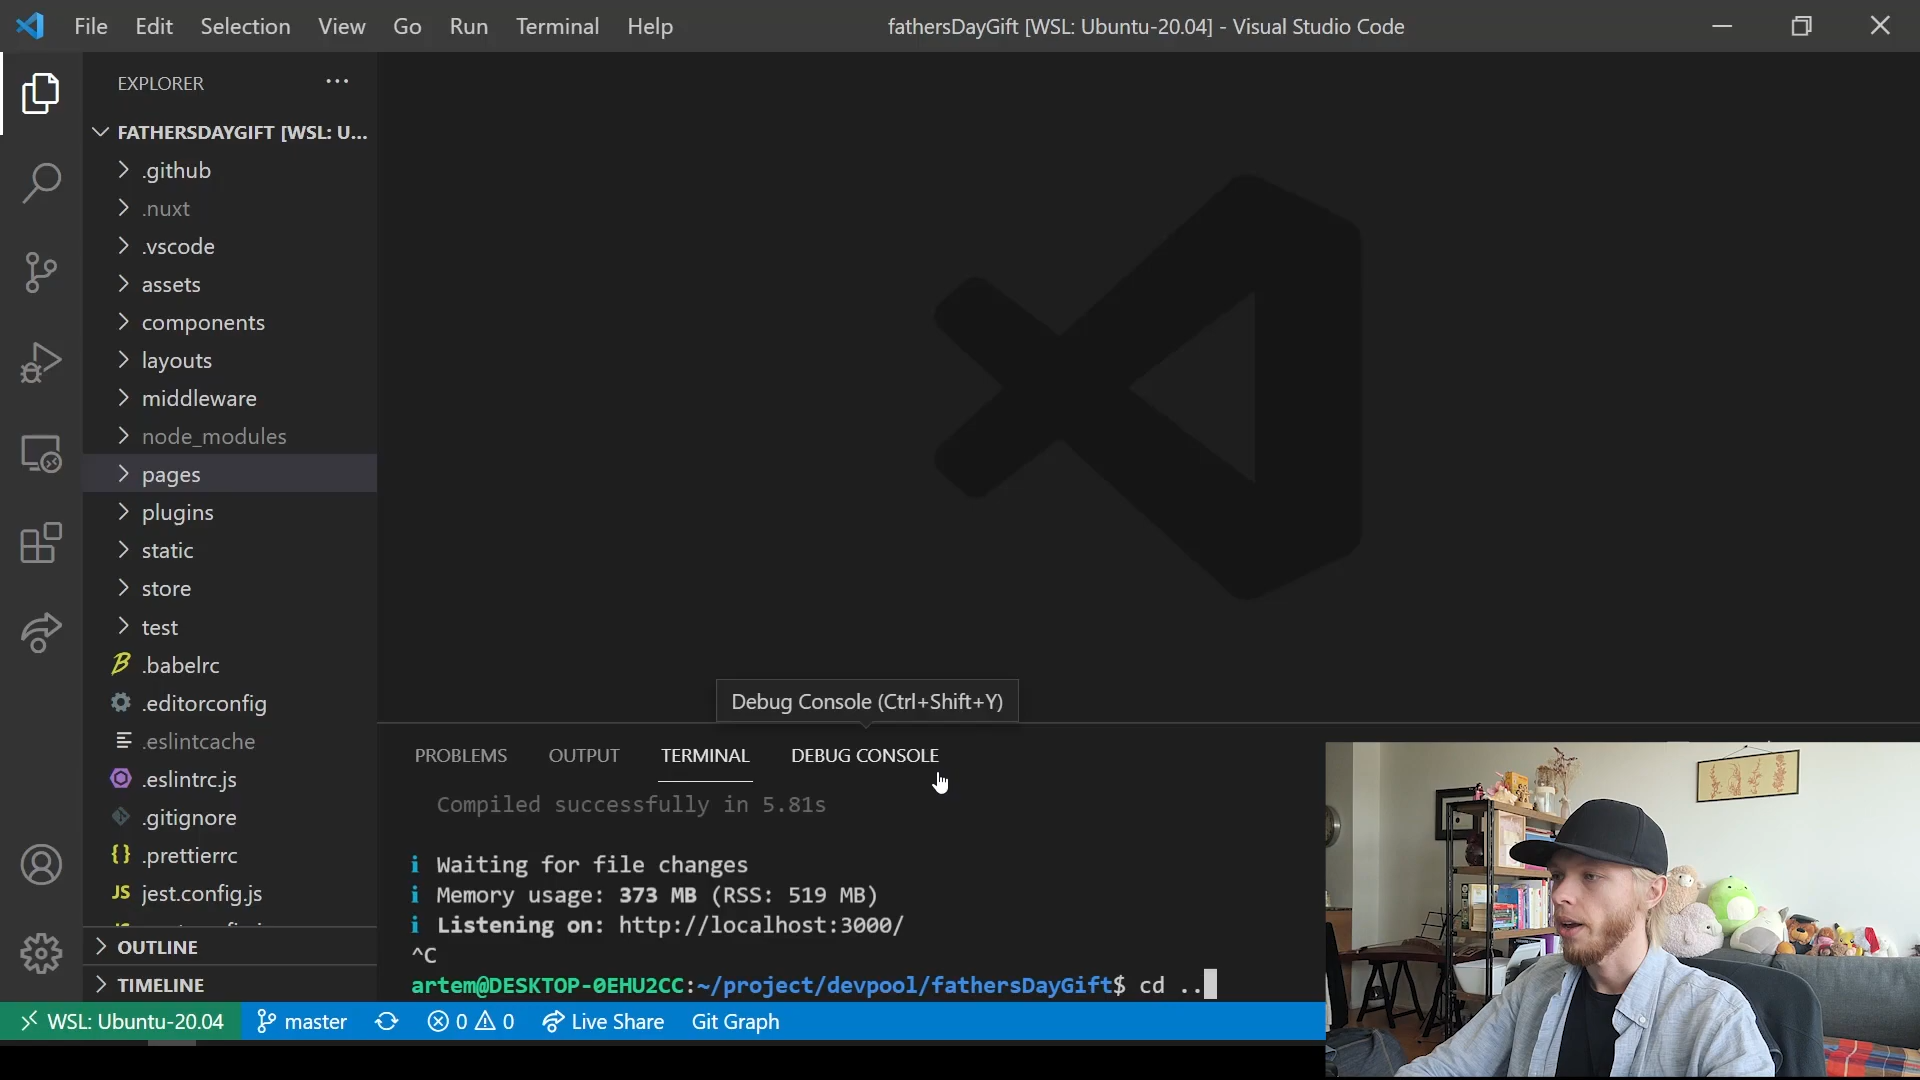 File Edit Selection View Go Run Terminal Help fathersDayGift [WSL: Ubuntu-20.04] - Visual Studio Code
EXPLORER
FATHERSDAYGIFT [WSL: U...
.github
.nuxt
.vscode
assets
components
layouts
middleware
node_modules
pages
plugins
static
store
test
.babelrc
.editorconfig
.eslintcache
.eslintrc.js
.gitignore
{} .prettierrc
JS jest.config.js
OUTLINE
TIMELINE
Debug Console (Ctrl+Shift+Y)
PROBLEMS OUTPUT TERMINAL DEBUG CONSOLE
Compiled successfully in 5.81s
i Waiting for file changes
i Memory usage: 373 MB (RSS: 519 MB)
i Listening on: http://localhost:3000/
^C
artem@DESKTOP-0EHU2CC:~/project/devpool/fathersDayGift$ cd ..
WSL: Ubuntu-20.04 master 0 0 Live Share Git Graph